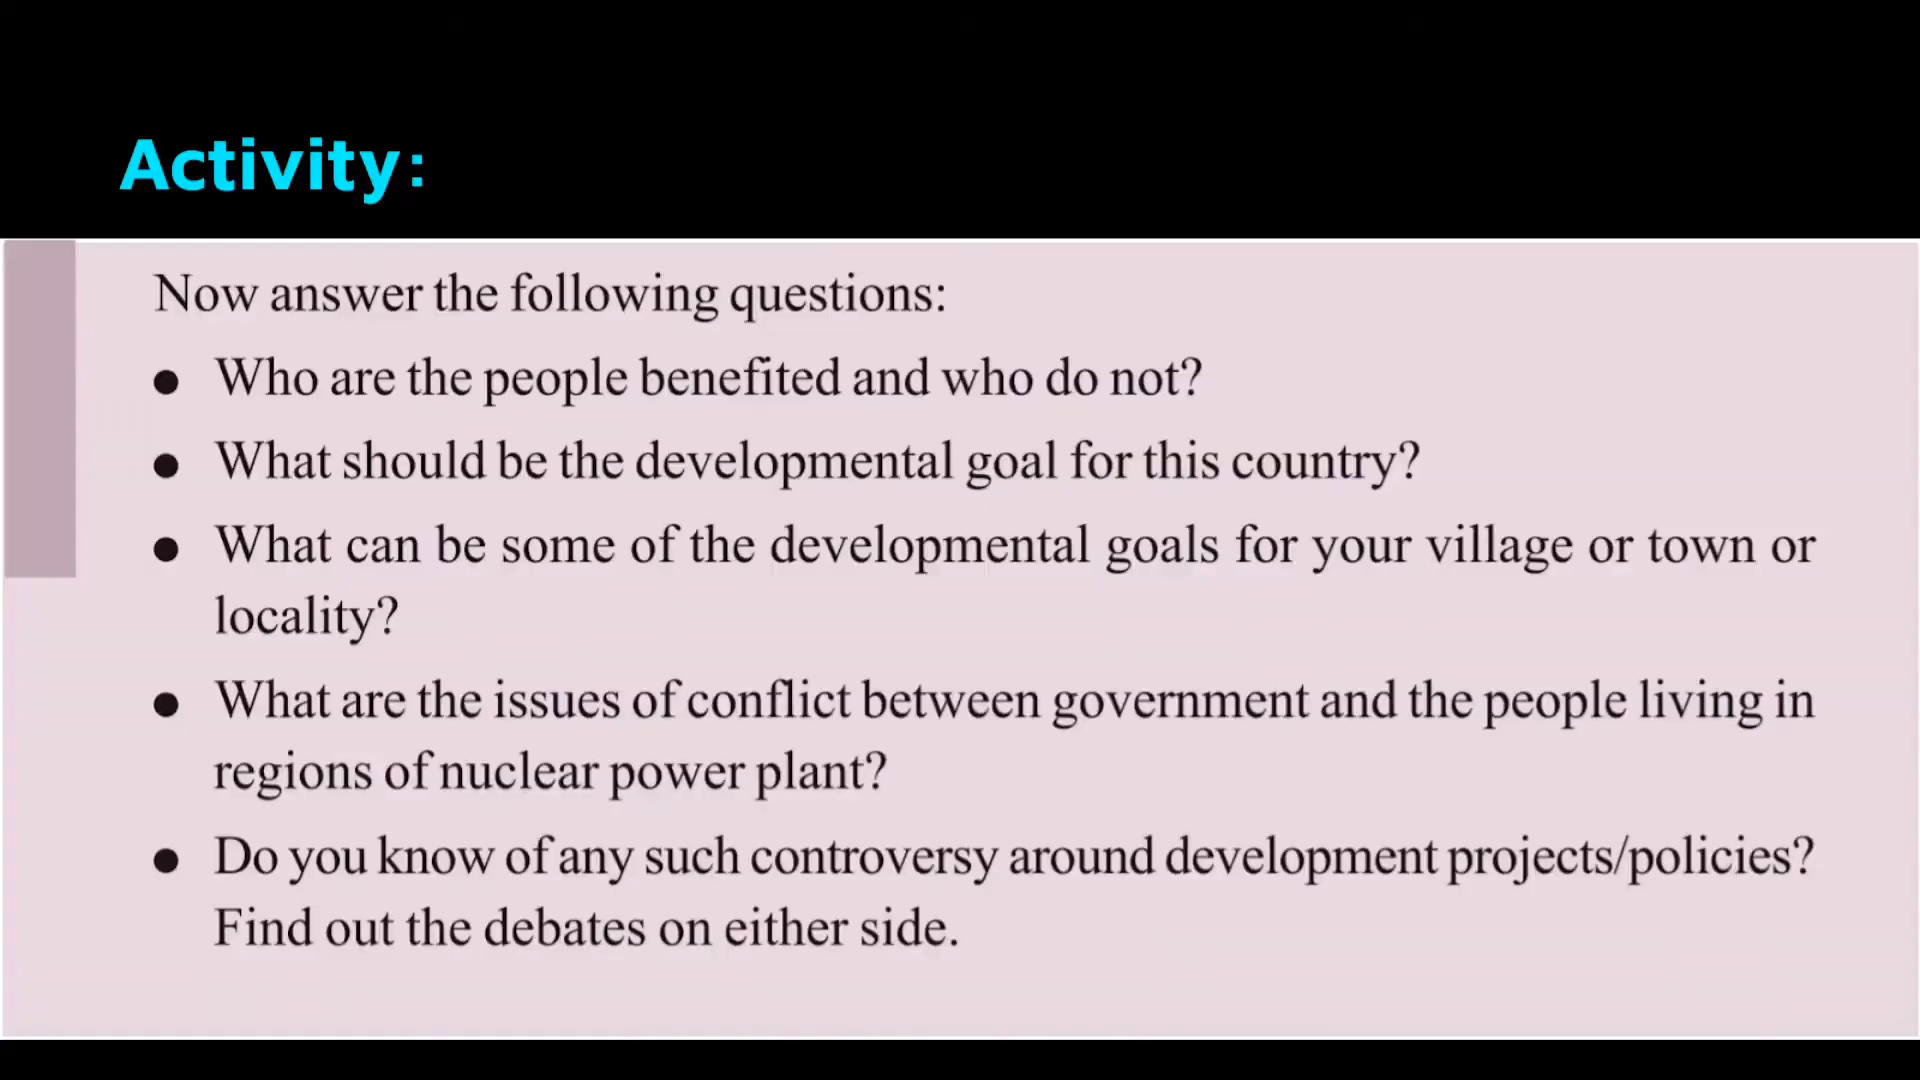 Activity:
Now answer the following questions:
● Who are the people benefited and who do not?
● What should be the developmental goal for this country?
● What can be some of the developmental goals for your village or town or
locality?
● What are the issues of conflict between government and the people living in
regions of nuclear power plant?
● Do you know of any such controversy around development projects/policies?
Find out the debates on either side.